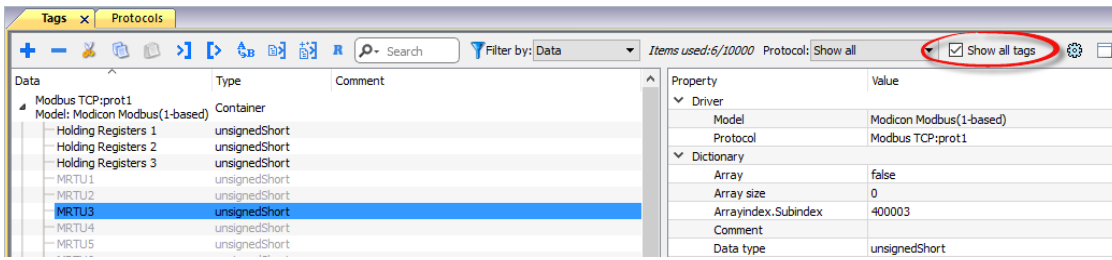 Tags Protocols
R Search Filter by: Data Items used:6/10000 Protocol: Show all Show all tags
Data Type Comment Property Value
Modbus TCP:prot1
Model: Modicon Modbus(1-based) Container
Holding Registers 1 unsignedShort
Holding Registers 2 unsignedShort
Holding Registers 3 unsignedShort
MRTU1 unsignedShort
MRTU2 unsignedShort
MRTU3 unsignedShort
MRTU4 unsignedShort
MRTU5 unsignedShort
Driver
Model Modicon Modbus(1-based)
Protocol Modbus TCP:prot1
Dictionary
Array false
Array size 0
Arrayindex.Subindex 400003
Comment
Data type unsignedShort